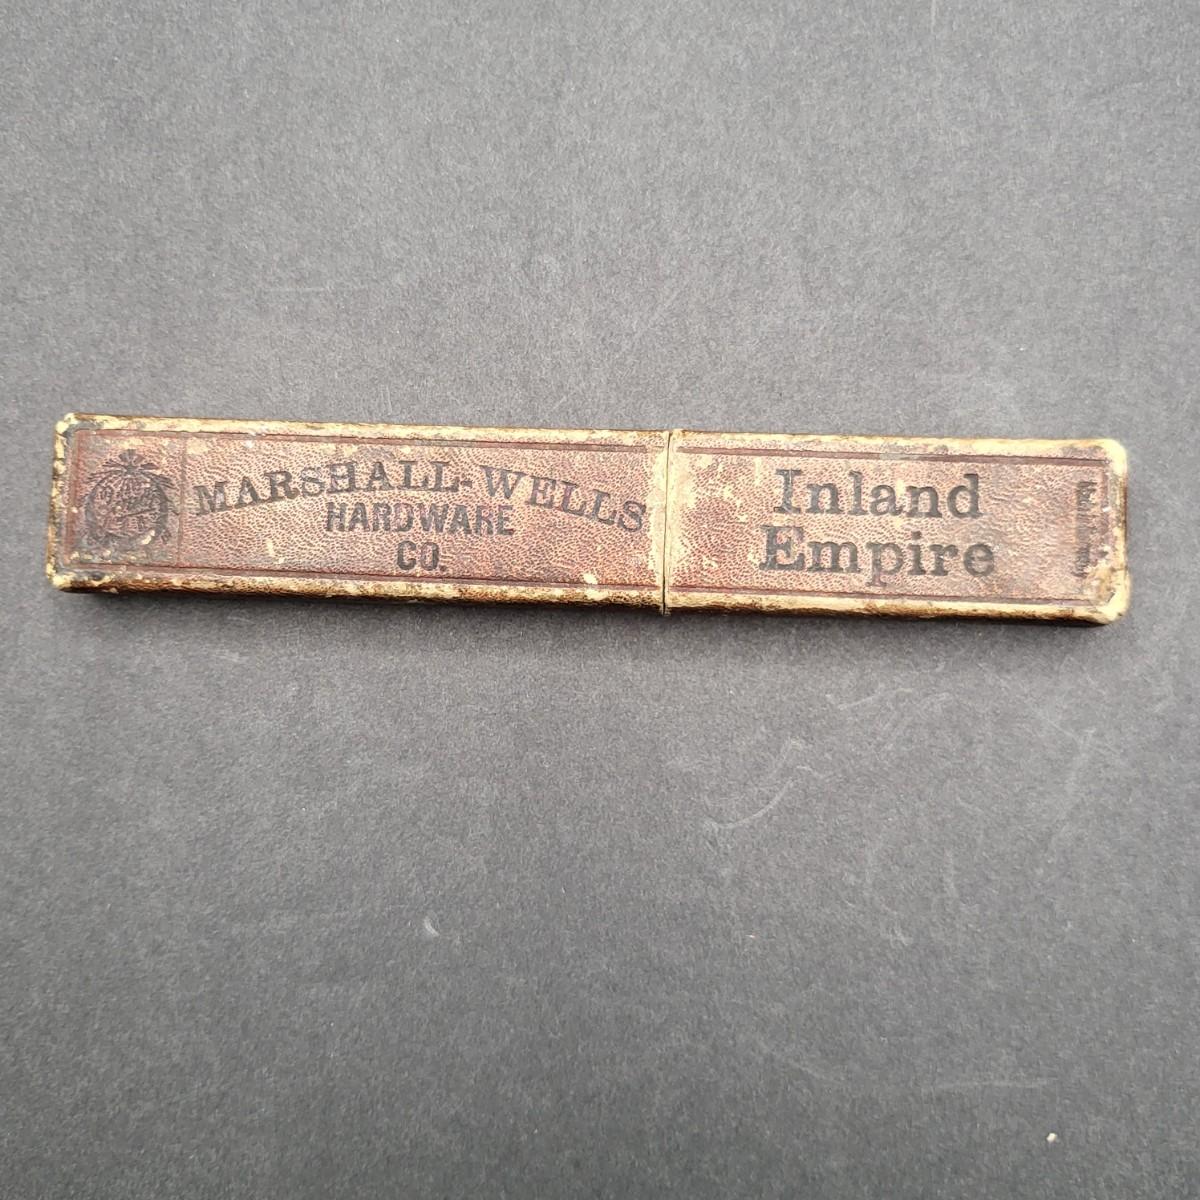 MARSHALL-WELLS
HARDWARE
CO.
Inland
Empire